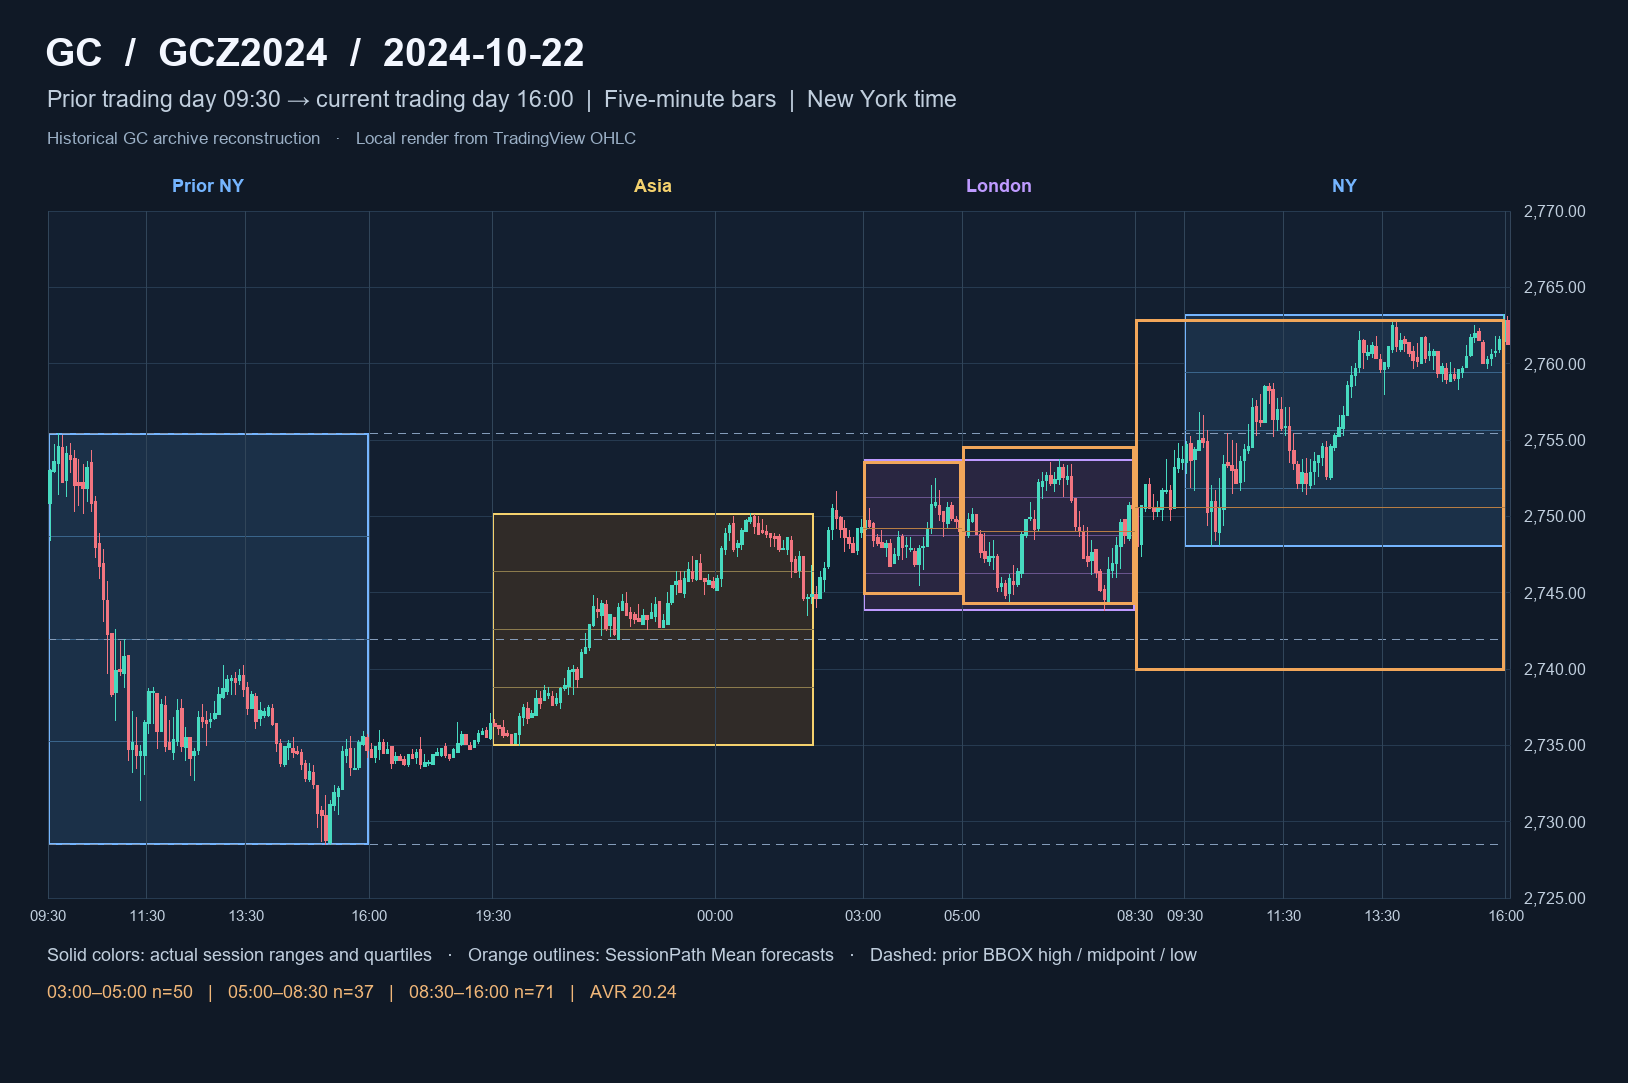 GC / GCZ2024 / 2024-10-22
Prior trading day 09:30 → current trading day 16:00 | Five-minute bars | New York time
Historical GC archive reconstruction · Local render from TradingView OHLC
Prior NY Asia London NY
2,770.00
2,765.00
2,760.00
2,755.00
2,750.00
2,745.00
2,740.00
2,735.00
2,730.00
2,725.00
09:30 11:30 13:30 16:00 19:30 00:00 03:00 05:00 08:30 09:30 11:30 13:30 16:00
Solid colors: actual session ranges and quartiles · Orange outlines: SessionPath Mean forecasts · Dashed: prior BBOX high / midpoint / low
03:00–05:00 n=50 | 05:00–08:30 n=37 | 08:30–16:00 n=71 | AVR 20.24